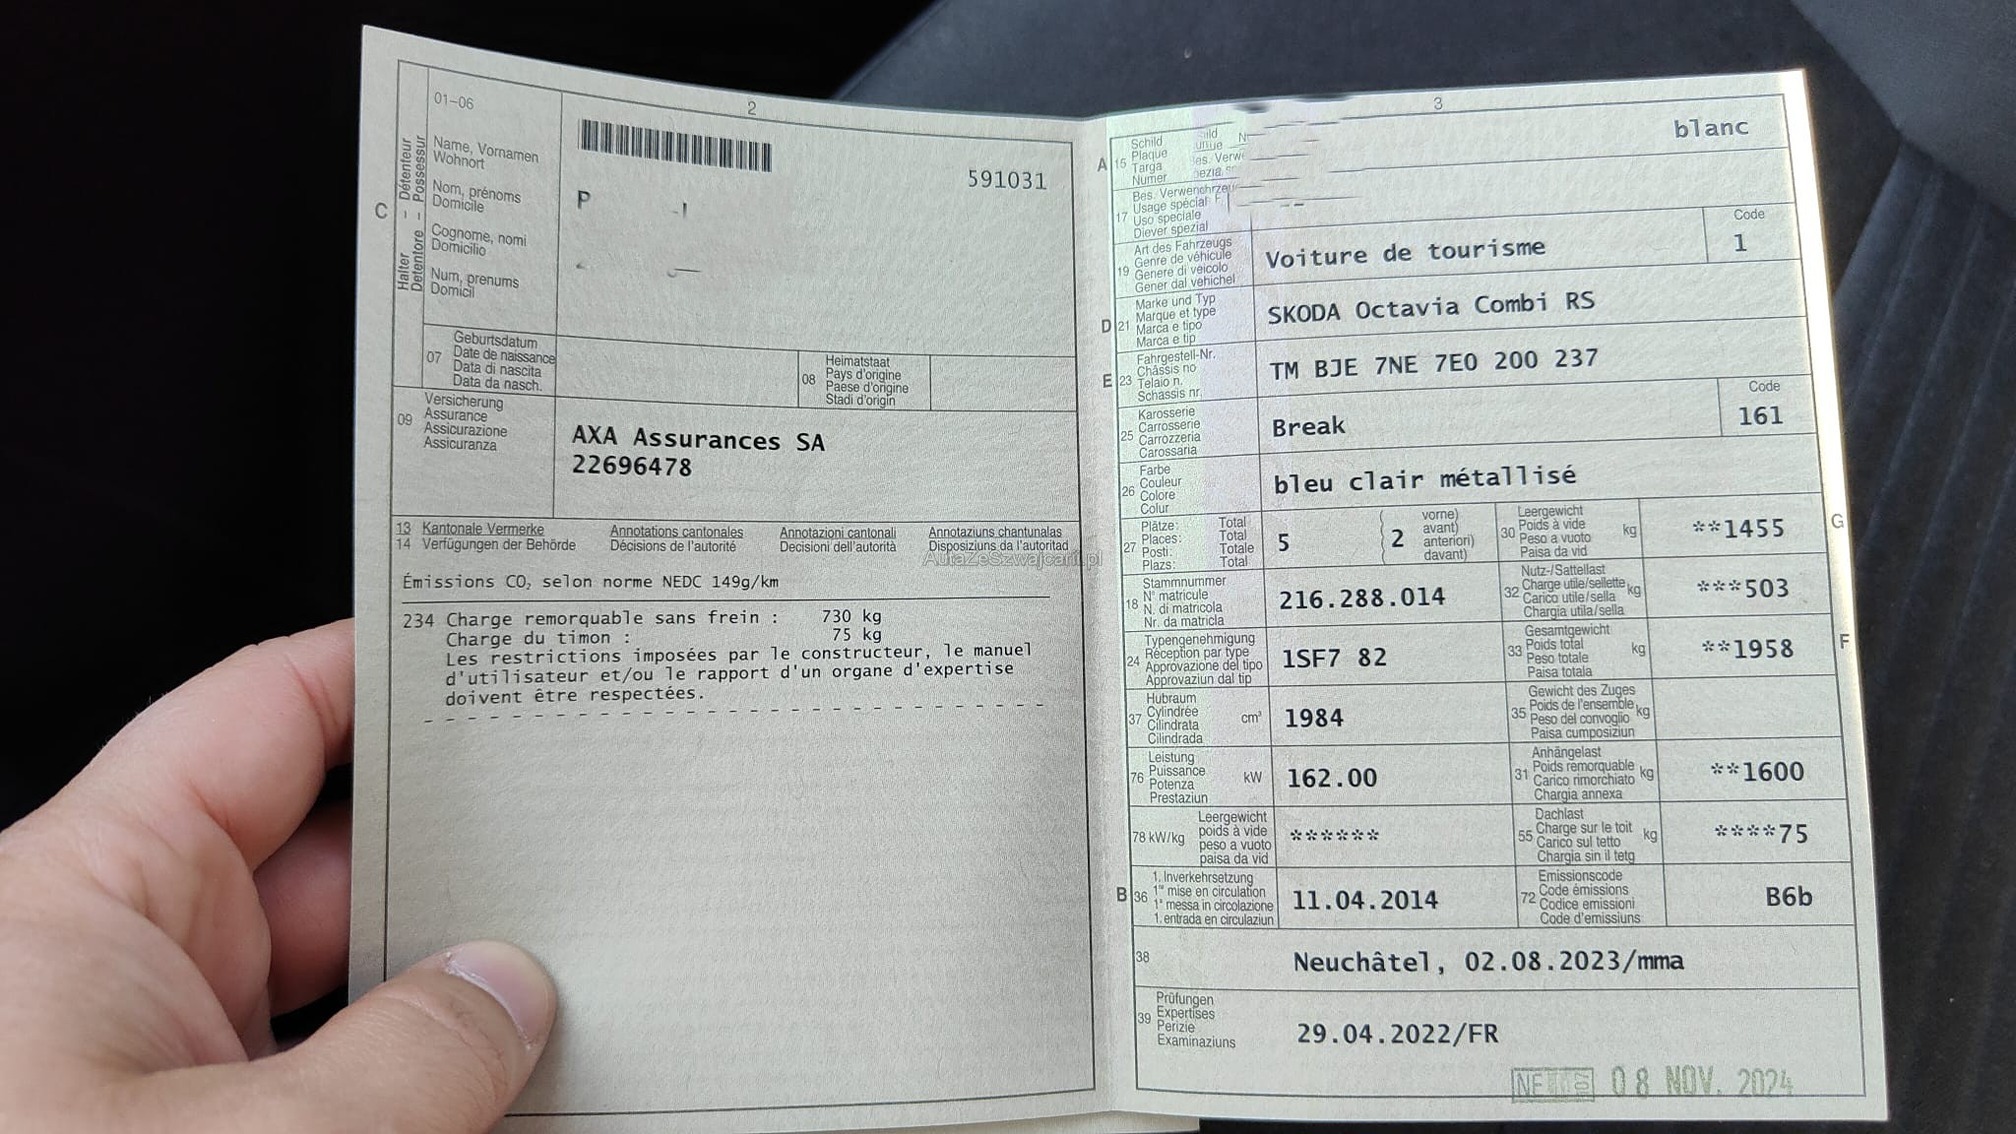 2
01-06
Halter - Détenteur
Detentore - Possessur
C
Name, Vornamen
Wohnort
Nom, prénoms
Domicile
Cognome, nomi
Domicilio
Num, prenums
Domicil
591031
P
07
Geburtsdatum
Date de naissance
Data di nascita
Data da nasch.
08
Heimatstaat
Pays d'origine
Paese d'origine
Stadi d'origin
09
Versicherung
Assurance
Assicurazione
Assicuranza
AXA Assurances SA
22696478
13 Kantonale Vermerke Annotations cantonales Annotazioni cantonali Annotaziuns chantunalas
14 Verfügungen der Behörde Décisions de l'autorité Decisioni dell'autorità Disposiziuns da l'autoritad
AutaZeSzwajcarii.pl
Émissions CO₂ selon norme NEDC 149g/km
234 Charge remorquable sans frein : 730 kg
Charge du timon : 75 kg
Les restrictions imposées par le constructeur, le manuel
d'utilisateur et/ou le rapport d'un organe d'expertise
doivent être respectées.
3
A 15
Schild
Plaque
Targa
Numer
blanc
17
Bes. Verwendg
Usage spécial
Uso speciale
Diever spezial
19
Art des Fahrzeugs
Genre de véhicule
Genere di veicolo
Gener dal vehichel
Voiture de tourisme
Code
1
D 21
Marke und Typ
Marque et type
Marca e tipo
Marca e tip
SKODA Octavia Combi RS
E 23
Fahrgestell-Nr.
Châssis no
Telaio n.
Schassis nr.
TM BJE 7NE 7E0 200 237
25
Karosserie
Carrosserie
Carrozzeria
Carossaria
Break
Code
161
26
Farbe
Couleur
Colore
Colur
bleu clair métallisé
27
Plätze: Total
Places: Total
Posti: Totale
Plazs: Total
5
2
vorne)
avant)
anteriori)
davant)
30
Leergewicht
Poids à vide
Peso a vuoto
Paisa da vid
kg
**1455
G
18
Stammnummer
N° matricule
N. di matricola
Nr. da matricla
216.288.014
32
Nutz-/Sattellast
Charge utile/sellette
Carico utile/sella
Chargia utila/sella
kg
***503
24
Typengenehmigung
Réception par type
Approvazione del tipo
Approvaziun dal tip
1SF7 82
33
Gesamtgewicht
Poids total
Peso totale
Paisa totala
kg
**1958
F
37
Hubraum
Cylindrée
Cilindrata
Cilindrada
cm³
1984
35
Gewicht des Zuges
Poids de l'ensemble
Peso del convoglio
Paisa cumposiziun
kg
76
Leistung
Puissance
Potenza
Prestaziun
kW
162.00
31
Anhängelast
Poids remorquable
Carico rimorchiato
Chargia annexa
kg
**1600
78 kW/kg
Leergewicht
poids à vide
peso a vuoto
paisa da vid
******
55
Dachlast
Charge sur le toit
Carico sul tetto
Chargia sin il tetg
kg
****75
B 36
1. Inverkehrsetzung
1re mise en circulation
1a messa in circolazione
1. entrada en circulaziun
11.04.2014
72
Emissionscode
Code émissions
Codice emissioni
Code d'emissiuns
B6b
38
Neuchâtel, 02.08.2023/mma
39
Prüfungen
Expertises
Perizie
Examinaziuns
29.04.2022/FR
NE
08 NOV. 2024